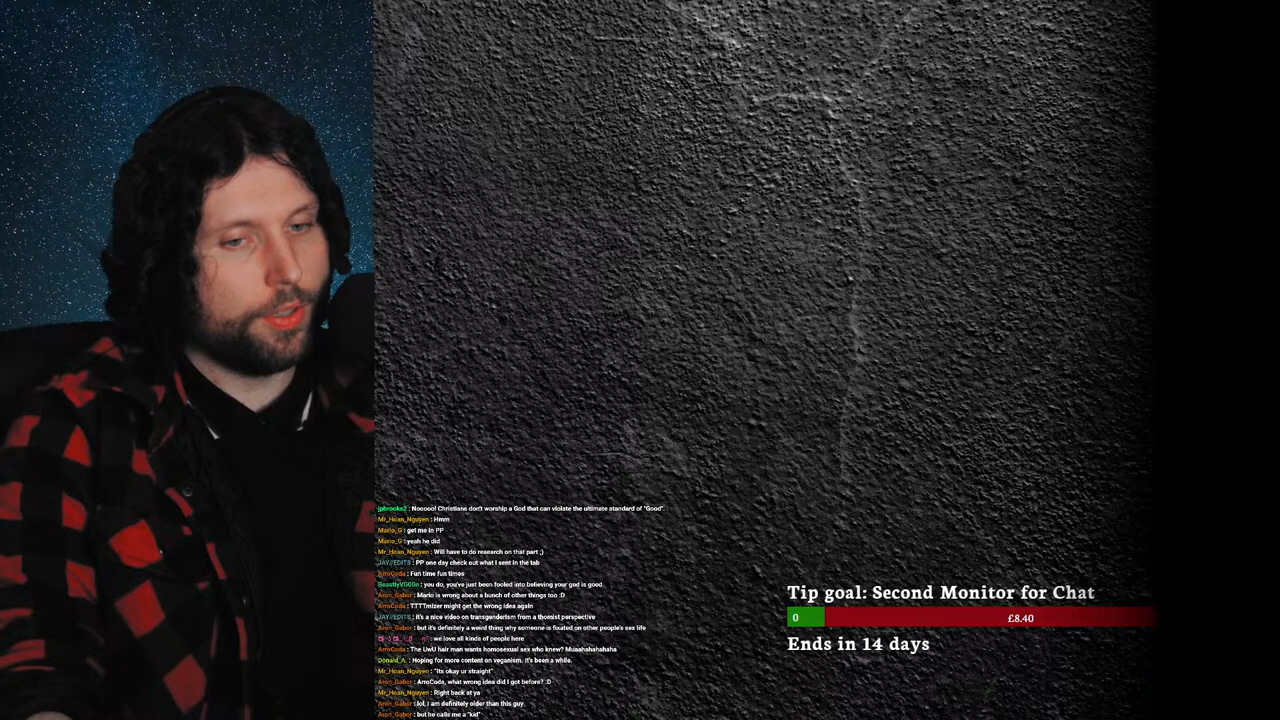 jpbrooks2 : Nooooo! Christians don't worship a God that can violate the ultimate standard of "Good".
Mr_Hoan_Nguyen : Hmm
Mario_G : get me in PP
Mario_G : yeah he did
Mr_Hoan_Nguyen : Will have to do research on that part ;)
JAY//EDITS : PP one day check out what I sent in the tab
ArroCoda : Fun time fun times
BeastlyVG00n : you do, you've just been fooled into believing your god is good
Aron_Gabor : Mario is wrong about a bunch of other things too :D
ArroCoda : TTTTmizer might get the wrong idea again
JAY//EDITS : it's a nice video on transgenderism from a thomist perspective
Aron_Gabor : but it's definitely a weird thing why someone is fixated on other people's sex life
: we love all kinds of people here
ArroCoda : The UwU hair man wants homosexual sex who knew? Muaahahahahaha
Donald_A. : Hoping for more content on veganism. It's been a while.
Mr_Hoan_Nguyen : "Its okay ur straight"
Aron_Gabor : ArroCoda, what wrong idea did I got before? :D
Mr_Hoan_Nguyen : Right back at ya
Aron_Gabor : lol, I am definitely older than this guy
Aron_Gabor : but he calls me a "kid"
Tip goal: Second Monitor for Chat
0 £8.40
Ends in 14 days